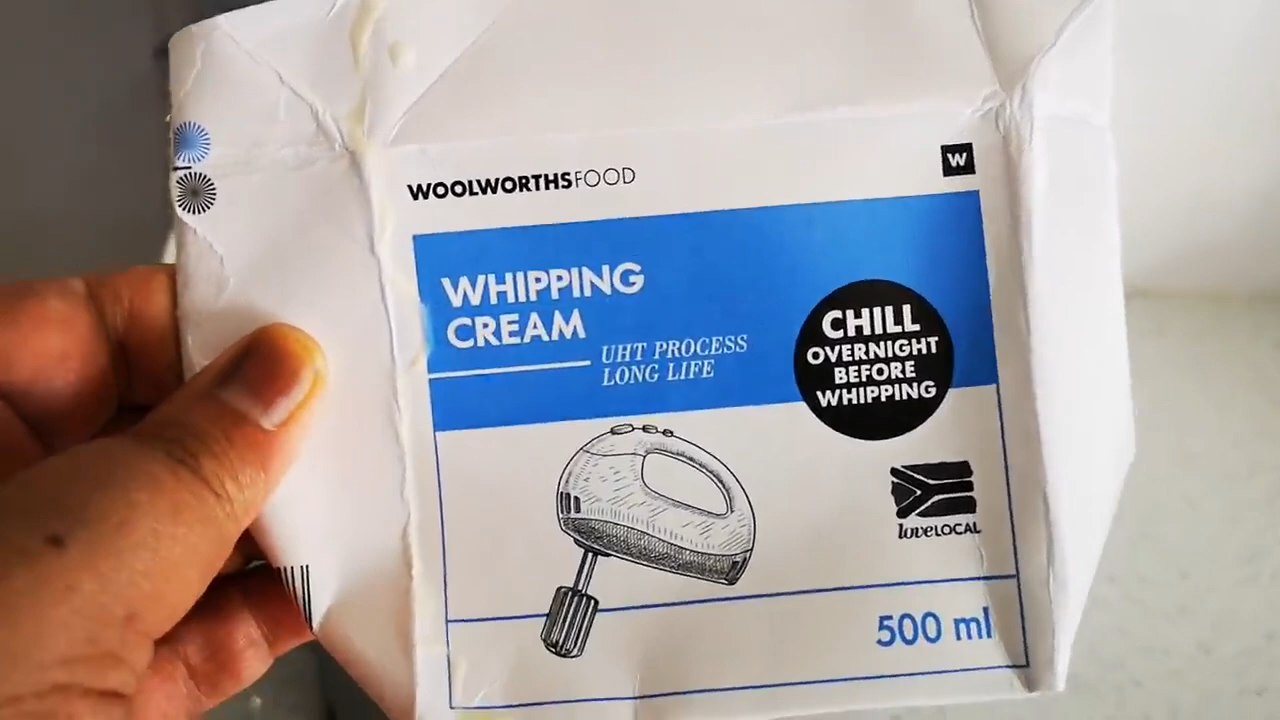 WOOLWORTHSFOOD
W
WHIPPING
CREAM
UHT PROCESS
LONG LIFE
CHILL
OVERNIGHT
BEFORE
WHIPPING
loveLOCAL
500 ml